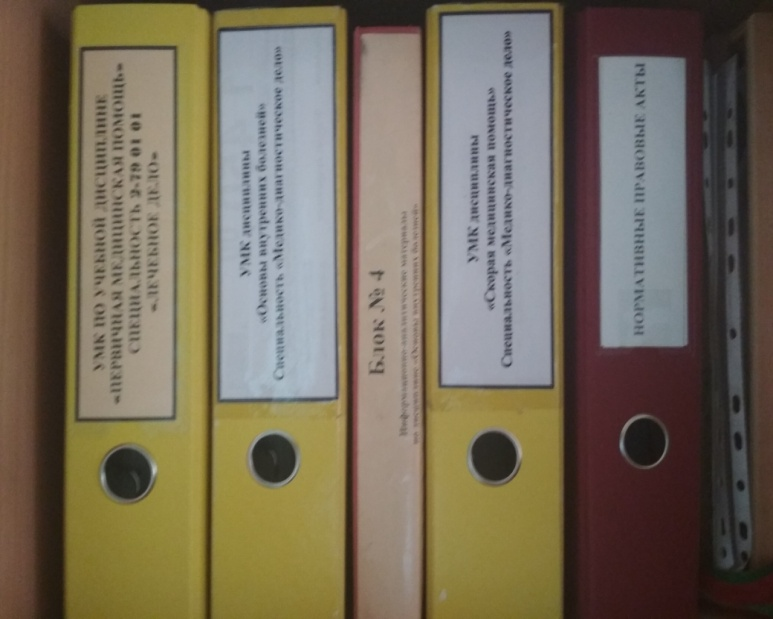 УМК ПО УЧЕБНОЙ ДИСЦИПЛИНЕ
«ПЕРВИЧНАЯ МЕДИЦИНСКАЯ ПОМОЩЬ»
СПЕЦИАЛЬНОСТЬ 2-79 01 01
«ЛЕЧЕБНОЕ ДЕЛО»
УМК дисциплины
«Основы внутренних болезней»
Специальность «Медико-диагностическое дело»
Блок № 4
Информационно-аналитические материалы
по дисциплине «Основы внутренних болезней»
УМК дисциплины
«Скорая медицинская помощь»
Специальность «Медико-диагностическое дело»
НОРМАТИВНЫЕ ПРАВОВЫЕ АКТЫ